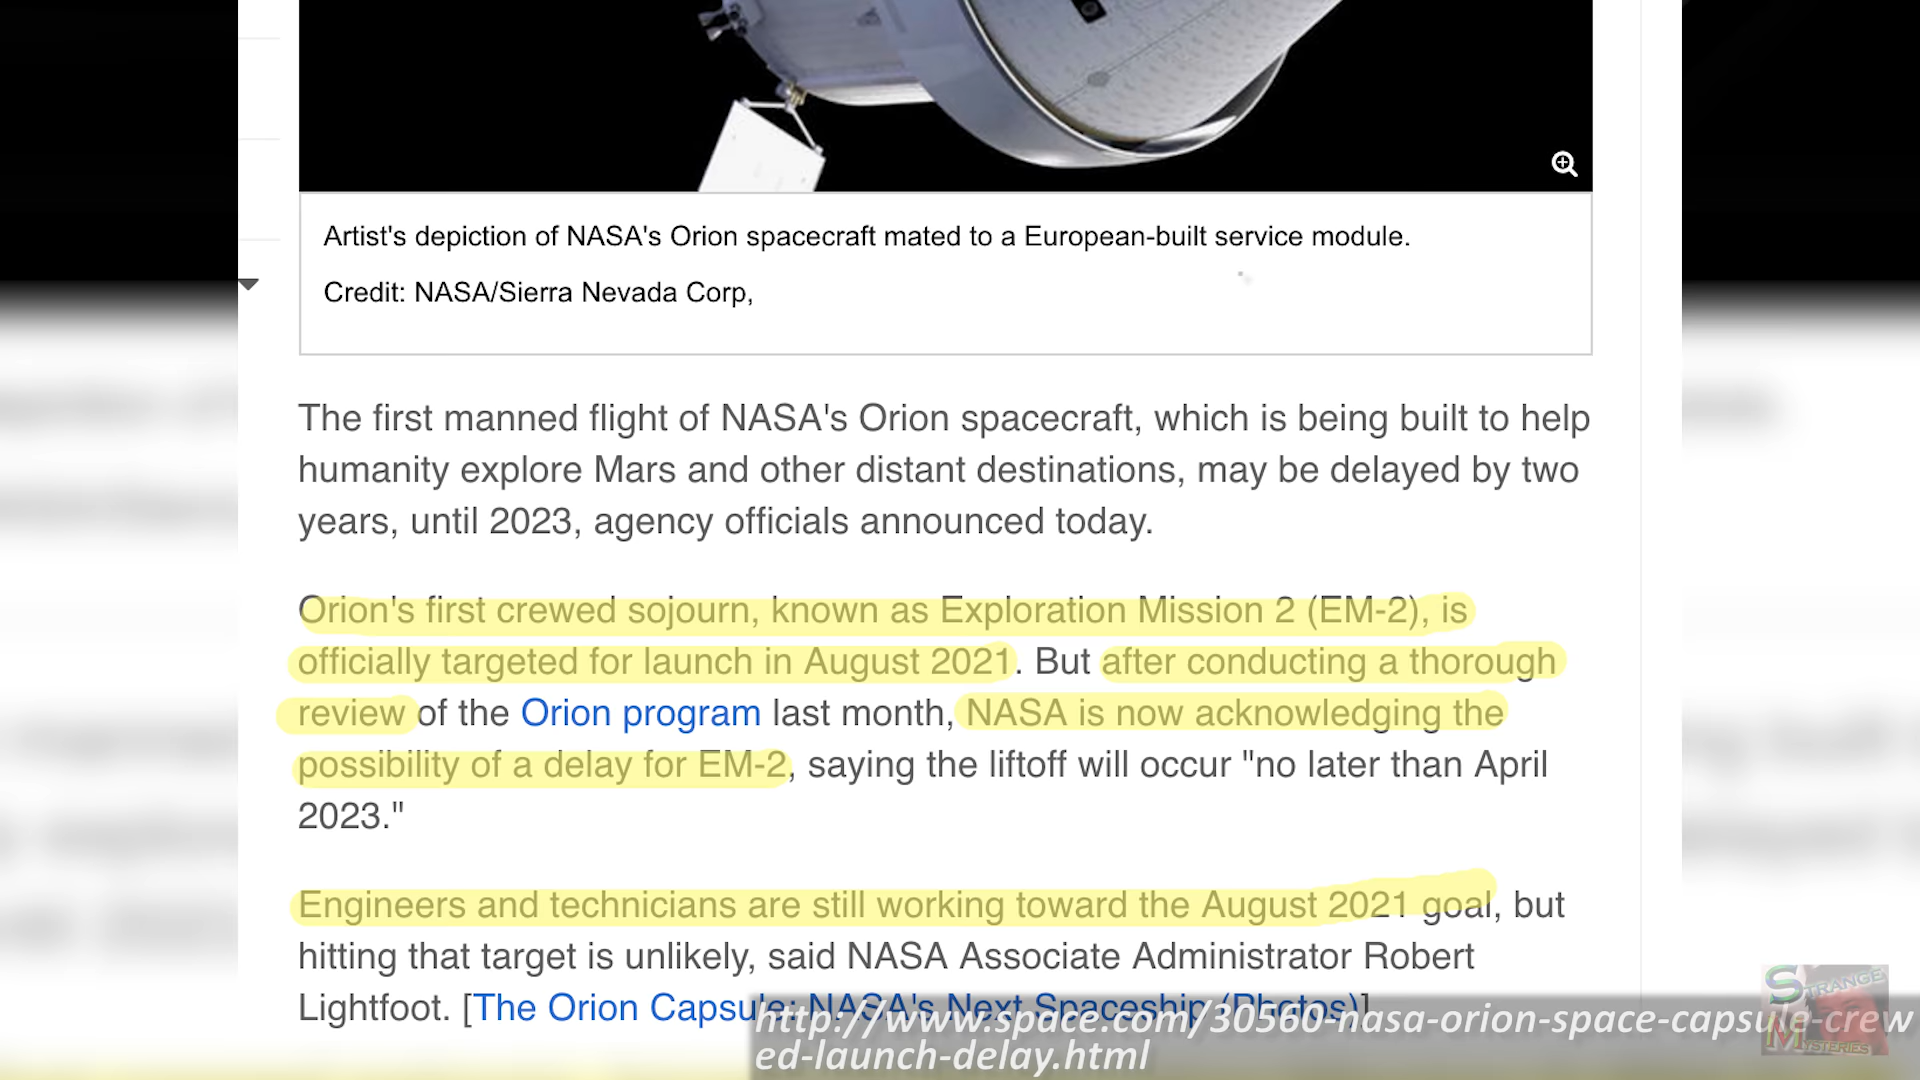 Artist's depiction of NASA's Orion spacecraft mated to a European-built service module.
Credit: NASA/Sierra Nevada Corp,
The first manned flight of NASA's Orion spacecraft, which is being built to help
humanity explore Mars and other distant destinations, may be delayed by two
years, until 2023, agency officials announced today.
Orion's first crewed sojourn, known as Exploration Mission 2 (EM-2), is
officially targeted for launch in August 2021. But after conducting a thorough
review of the Orion program last month, NASA is now acknowledging the
possibility of a delay for EM-2, saying the liftoff will occur "no later than April
2023."
Engineers and technicians are still working toward the August 2021 goal, but
hitting that target is unlikely, said NASA Associate Administrator Robert
Lightfoot. [The Orion Capsule: NASA's Next Spaceship (Photos)]
http://www.space.com/30560-nasa-orion-space-capsule-crew
ed-launch-delay.html
STRANGE
MYSTERIES